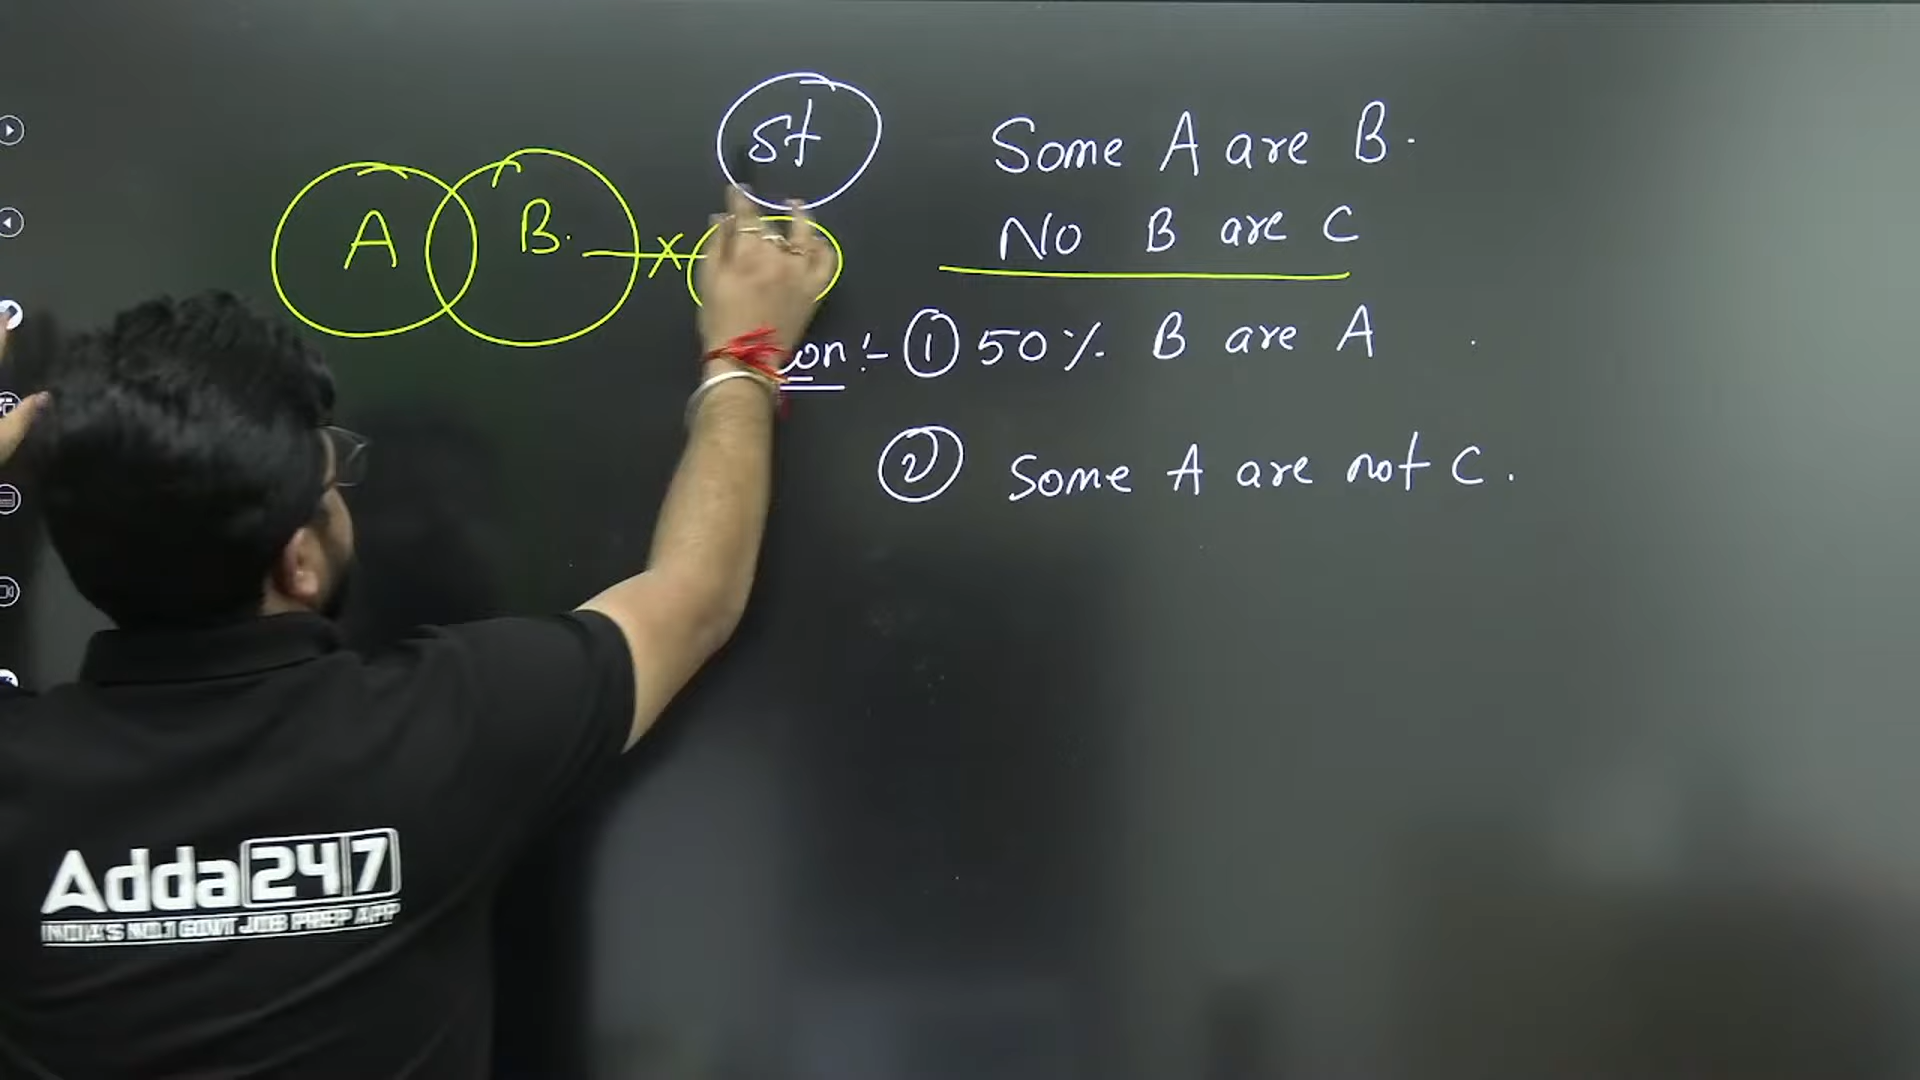 St
Some A are B.
No B are C
A
B.
on :- ① 50% B are A
② Some A are not C.
Adda247
INDIA'S NO.1 GOVT JOB PREP APP